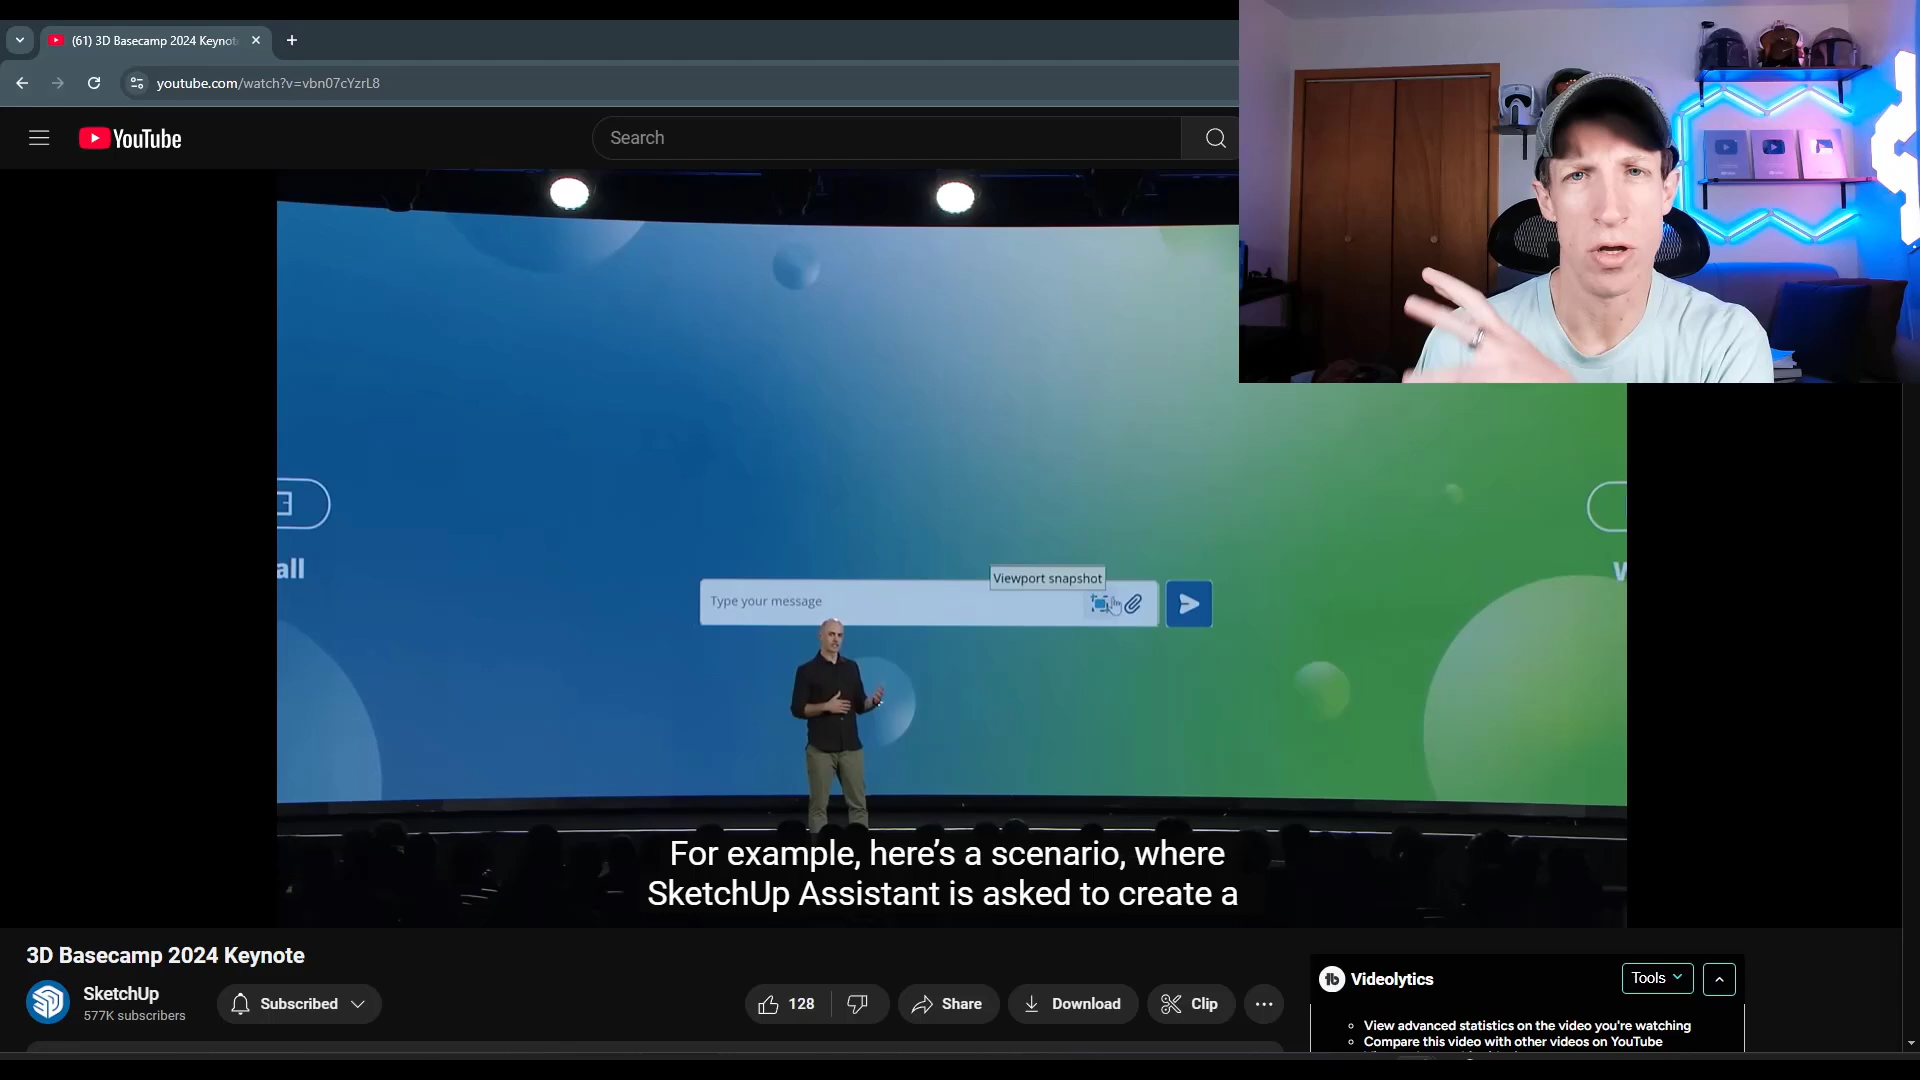 (61) 3D Basecamp 2024 Keyno
youtube.com/watch?v=vbn07cYzrL8
YouTube
Search
all
Viewport snapshot
Type your message
For example, here’s a scenario, where
SketchUp Assistant is asked to create a
3D Basecamp 2024 Keynote
SketchUp
577K subscribers
Subscribed
128
Share
Download
Clip
Videolytics
Tools
View advanced statistics on the video you're watching
Compare this video with other videos on YouTube